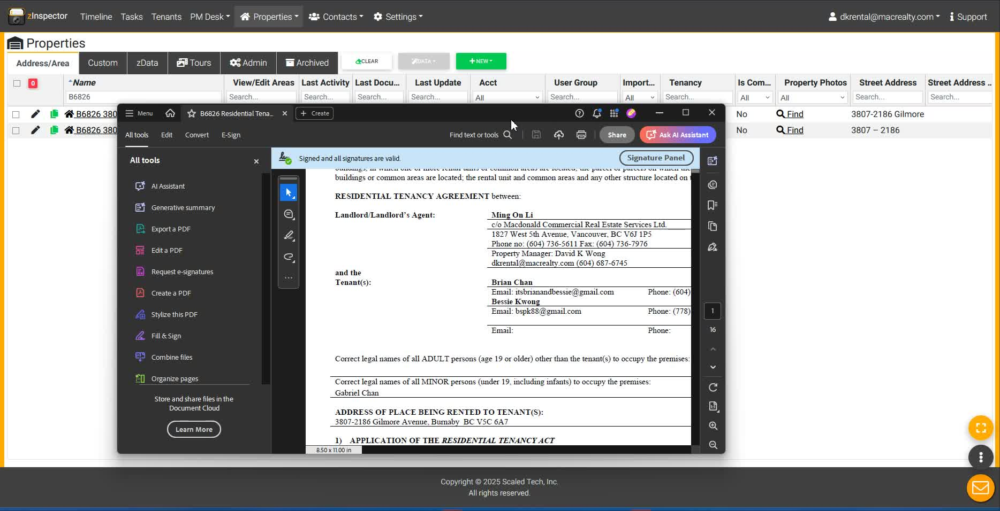 zInspector Timeline Tasks Tenants PM Desk Properties Contacts Settings dkrental@macrealty.com Support
Properties
Address/Area Custom zData Tours Admin Archived CLEAR DATA NEW
0 Name View/Edit Areas Last Activity Last Docu... Last Update Acct User Group Import... Tenancy Is Com... Property Photos Street Address Street Address ..
B6826 Search... Search... Search... Search... All Search... All Search... All All Search... Search...
B6826 380 No Find 3807-2186 Gilmore
B6826 380 No Find 3807 – 2186
Menu B6826 Residential Tena... Create
All tools Edit Convert E-Sign Find text or tools Share Ask AI Assistant
All tools
AI Assistant
Generative summary
Export a PDF
Edit a PDF
Request e-signatures
Create a PDF
Stylize this PDF
Fill & Sign
Combine files
Organize pages
Store and share files in the
Document Cloud
Learn More
Signed and all signatures are valid. Signature Panel
buildings or common areas are located; the rental unit and common areas and any other structure located on
RESIDENTIAL TENANCY AGREEMENT between:
Landlord/Landlord's Agent: Ming On Li
c/o Macdonald Commercial Real Estate Services Ltd.
1827 West 5th Avenue, Vancouver, BC V6J 1P5
Phone no: (604) 736-5611 Fax: (604) 736-7976
Property Manager: David K Wong
dkrental@macrealty.com (604) 687-6745
and the
Tenant(s): Brian Chan
Email: itsbrianandbessie@gmail.com Phone: (604)
Bessie Kwong
Email: bspk88@gmail.com Phone: (778)
Email: Phone:
Correct legal names of all ADULT persons (age 19 or older) other than the tenant(s) to occupy the premises:
Correct legal names of all MINOR persons (under 19, including infants) to occupy the premises:
Gabriel Chan
ADDRESS OF PLACE BEING RENTED TO TENANT(S):
3807-2186 Gilmore Avenue, Burnaby BC V5C 6A7
1) APPLICATION OF THE RESIDENTIAL TENANCY ACT
8.50 x 11.00 in
1
16
Copyright © 2025 Scaled Tech, Inc.
All rights reserved.